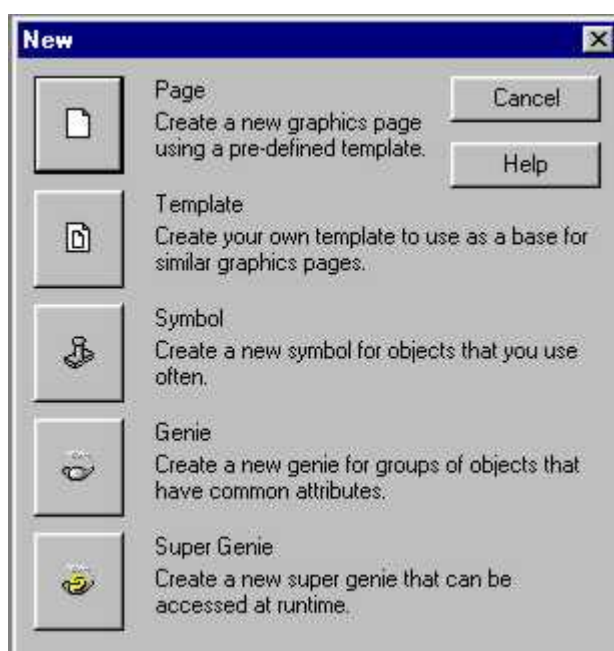 New
Page
Create a new graphics page
using a pre-defined template.
Cancel
Help
Template
Create your own template to use as a base for
similar graphics pages.
Symbol
Create a new symbol for objects that you use
often.
Genie
Create a new genie for groups of objects that
have common attributes.
Super Genie
Create a new super genie that can be
accessed at runtime.